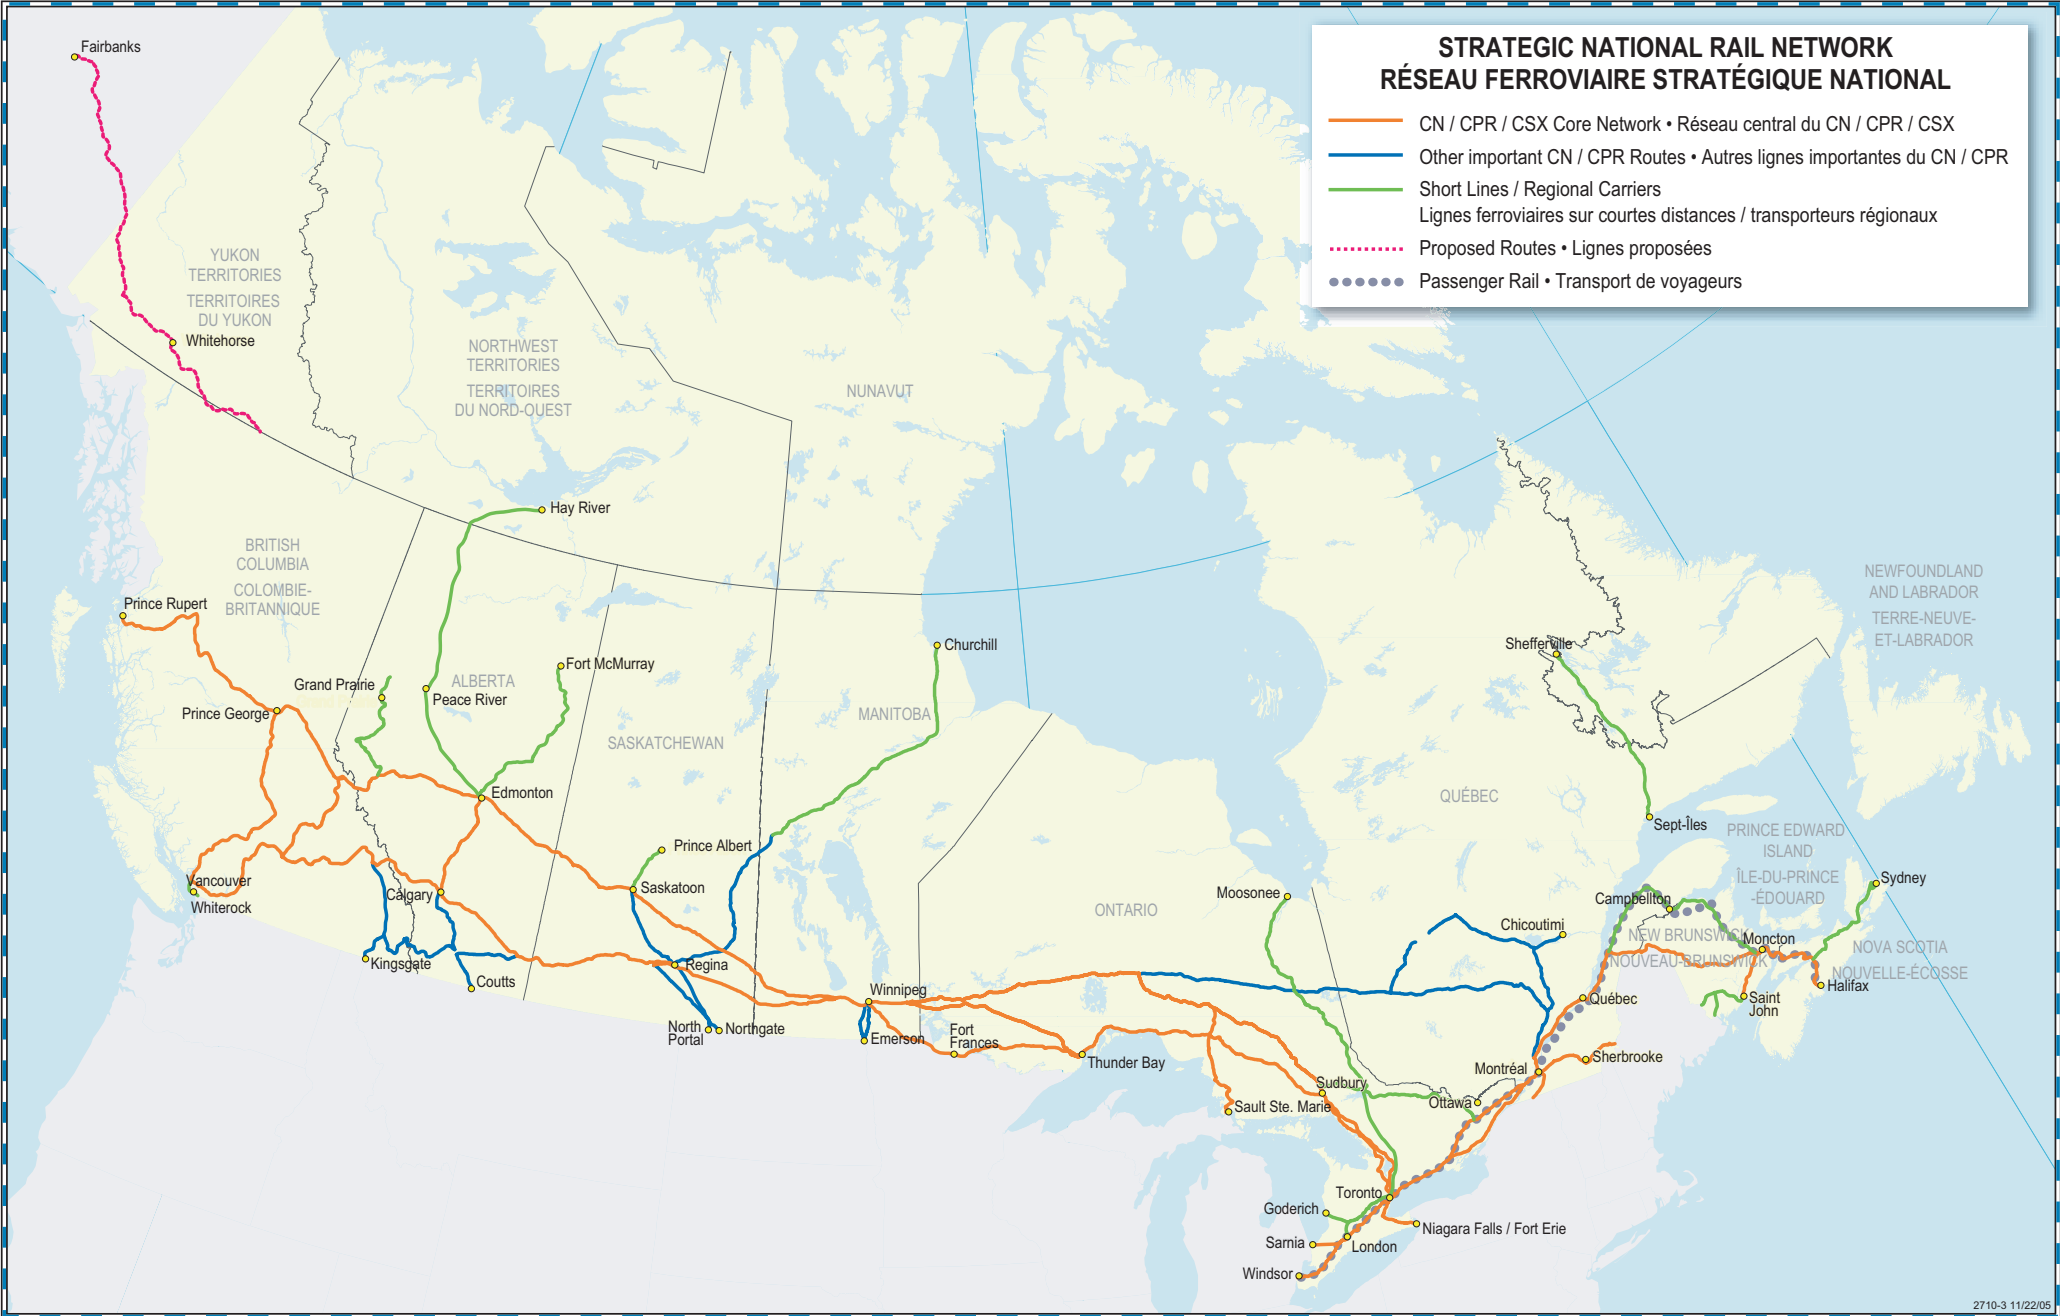 STRATEGIC NATIONAL RAIL NETWORK
RÉSEAU FERROVIAIRE STRATÉGIQUE NATIONAL
CN / CPR / CSX Core Network • Réseau central du CN / CPR / CSX
Other important CN / CPR Routes • Autres lignes importantes du CN / CPR
Short Lines / Regional Carriers
Lignes ferroviaires sur courtes distances / transporteurs régionaux
Proposed Routes • Lignes proposées
Passenger Rail • Transport de voyageurs
Fairbanks
YUKON
TERRITORIES
TERRITOIRES
DU YUKON
Whitehorse
NORTHWEST
TERRITORIES
TERRITOIRES
DU NORD-OUEST
NUNAVUT
Hay River
BRITISH
COLUMBIA
COLOMBIE-
BRITANNIQUE
NEWFOUNDLAND
AND LABRADOR
TERRE-NEUVE-
ET-LABRADOR
Prince Rupert
Churchill
Shefferville
Fort McMurray
Grand Prairie
ALBERTA
Peace River
Prince George
MANITOBA
SASKATCHEWAN
Edmonton
QUÉBEC
Sept-Îles
PRINCE EDWARD
ISLAND
ÎLE-DU-PRINCE
-ÉDOUARD
Prince Albert
Vancouver
Whiterock
Calgary
Saskatoon
Moosonee
ONTARIO
Campbellton
Sydney
Chicoutimi
NEW BRUNSWICK
NOUVEAU-BRUNSWICK
Moncton
NOVA SCOTIA
NOUVELLE-ÉCOSSE
Kingsgate
Coutts
Regina
Winnipeg
Québec
Saint
John
Halifax
North
Portal
Northgate
Emerson
Fort
Frances
Thunder Bay
Sherbrooke
Montréal
Sudbury
Sault Ste. Marie
Ottawa
Toronto
Goderich
Niagara Falls / Fort Erie
Sarnia
London
Windsor
2710-3 11/22/05